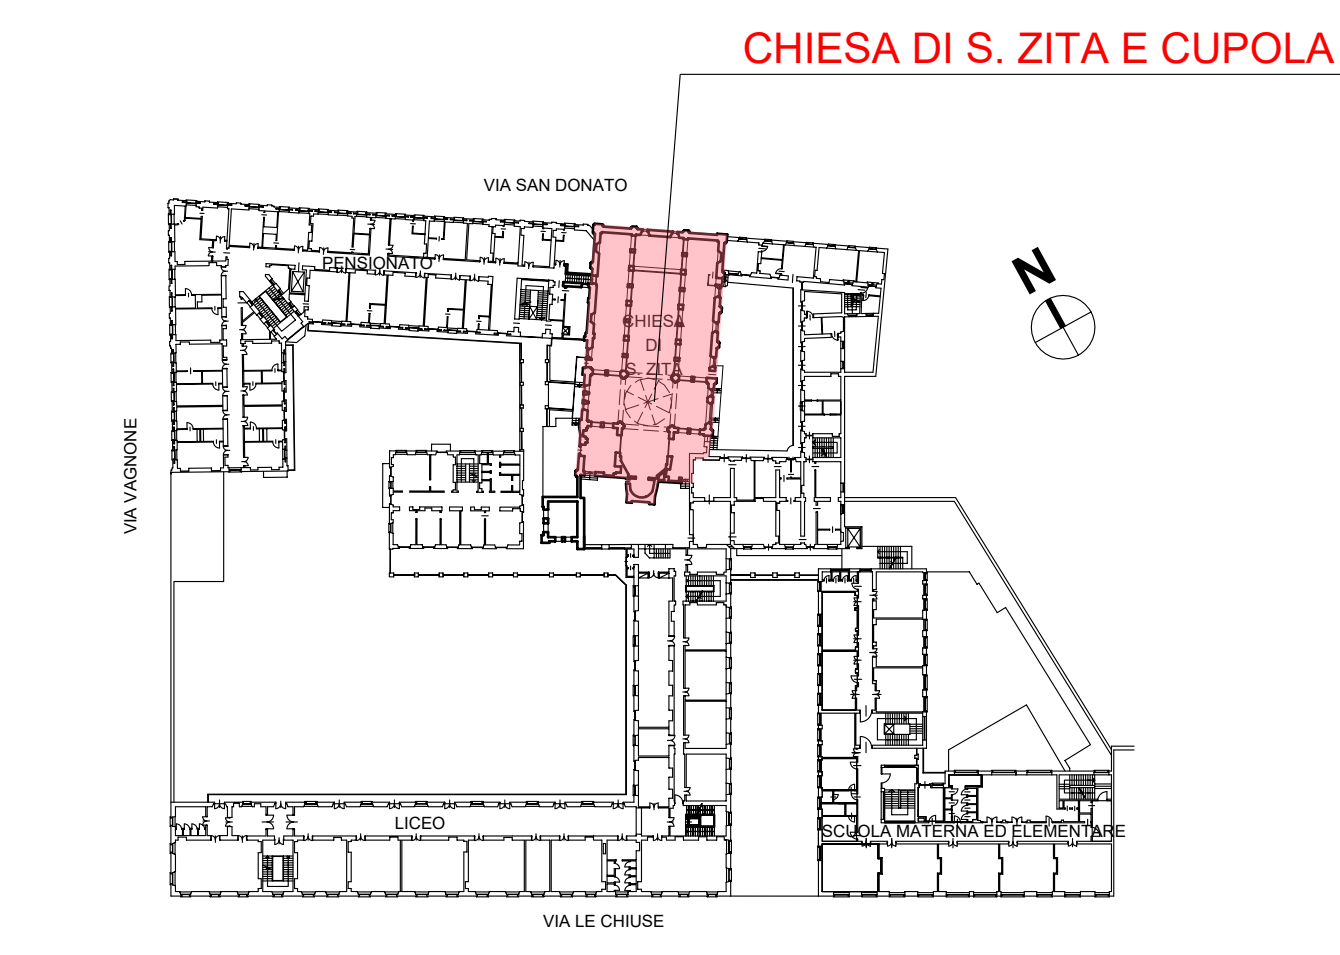 CHIESA DI S. ZITA E CUPOLA
VIA SAN DONATO
PENSIONATO
N
CHIESA
DI
S. ZITA
VIA VAGNONE
LICEO
SCUOLA MATERNA ED ELEMENTARE
VIA LE CHIUSE